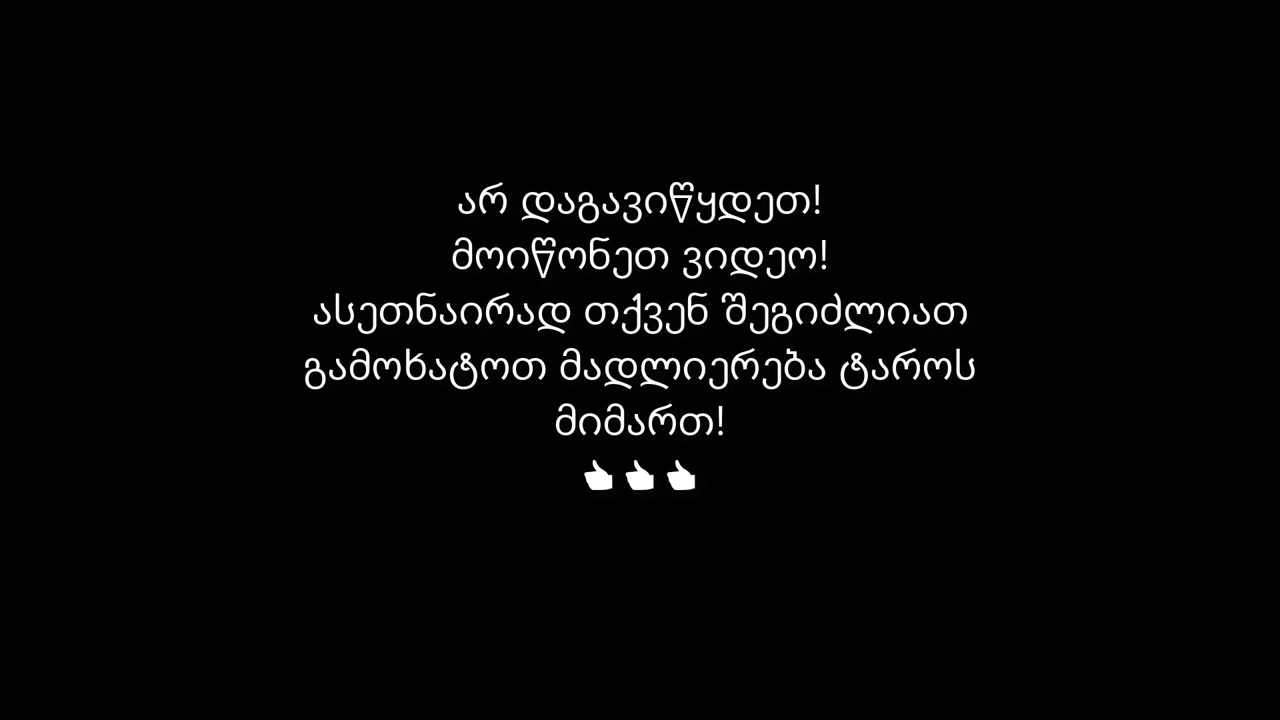 არ დაგავიწყდეთ!
მოიწონეთ ვიდეო!
ასეთნაირად თქვენ შეგიძლიათ
გამოხატოთ მადლიერება ტაროს
მიმართ!
👍👍👍